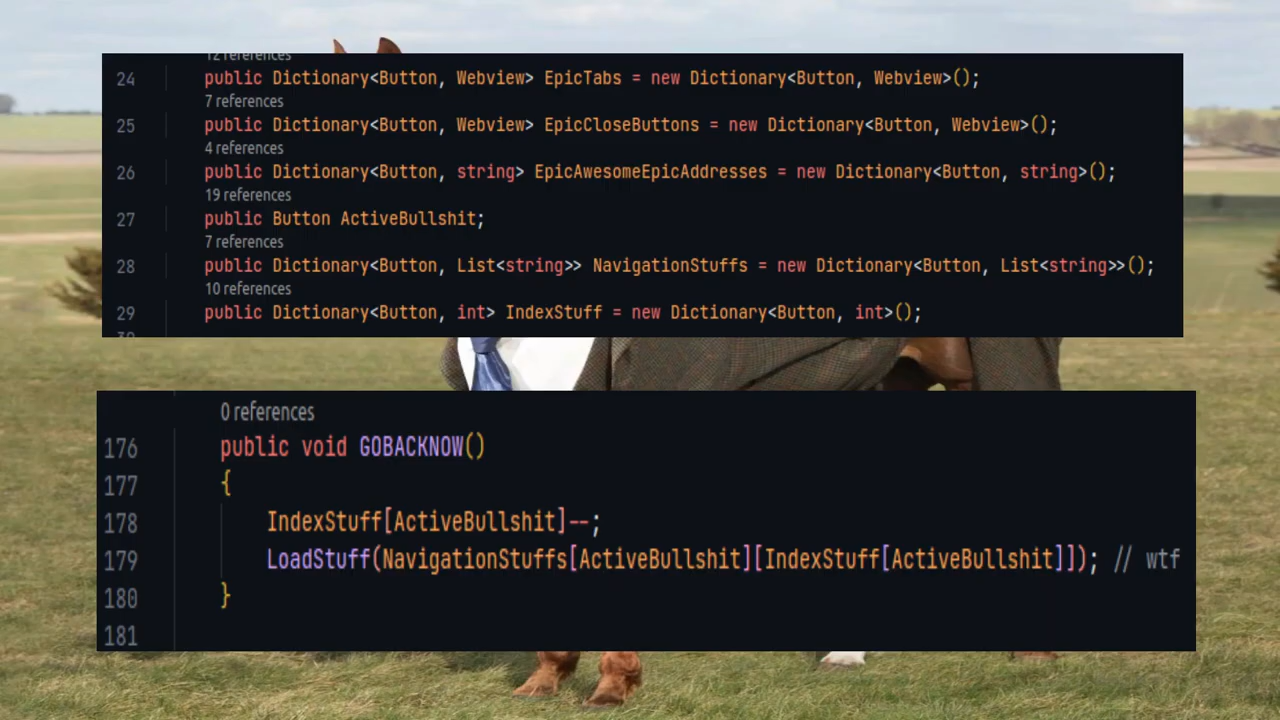 12 references
24 public Dictionary<Button, Webview> EpicTabs = new Dictionary<Button, Webview>();
7 references
25 public Dictionary<Button, Webview> EpicCloseButtons = new Dictionary<Button, Webview>();
4 references
26 public Dictionary<Button, string> EpicAwesomeEpicAddresses = new Dictionary<Button, string>();
19 references
27 public Button ActiveBullshit;
7 references
28 public Dictionary<Button, List<string>> NavigationStuffs = new Dictionary<Button, List<string>>();
10 references
29 public Dictionary<Button, int> IndexStuff = new Dictionary<Button, int>();
30
0 references
176 public void GOBACKNOW()
177 {
178 IndexStuff[ActiveBullshit]--;
179 LoadStuff(NavigationStuffs[ActiveBullshit][IndexStuff[ActiveBullshit]]); // wtf
180 }
181